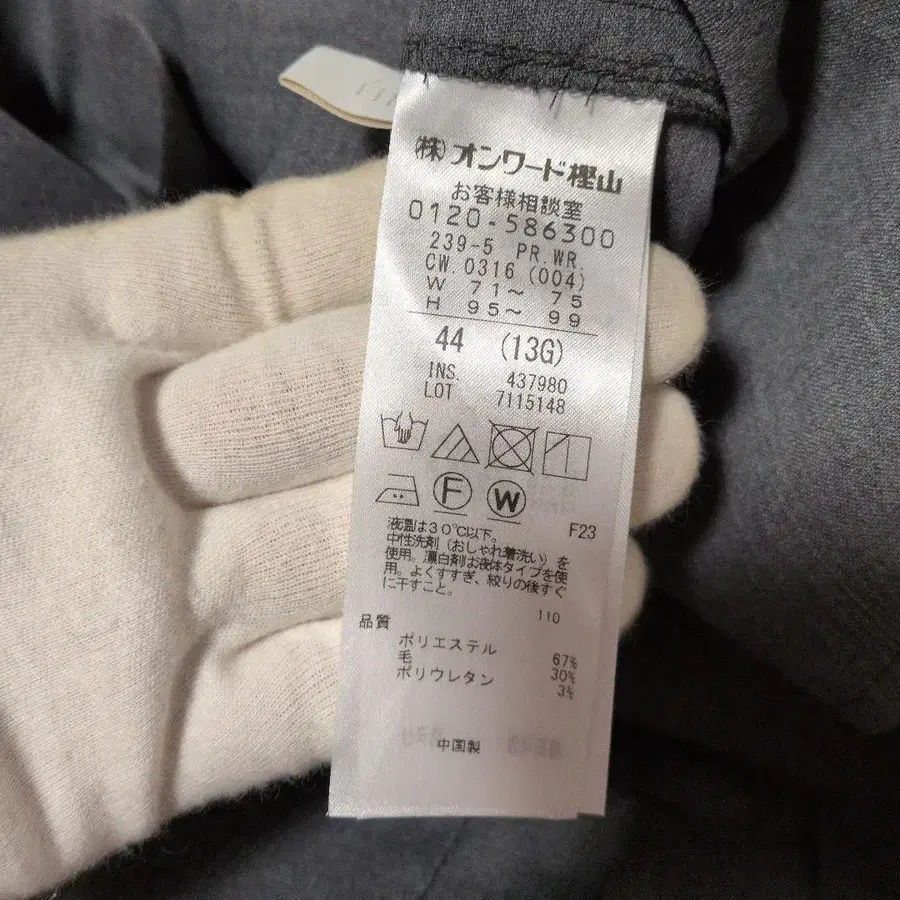 (株)オンワード樫山
お客様相談室
0120-586300
239-5 PR.WR.
CW.0316 (004)
W 71～ 75
H 95～ 99
44 (13G)
INS. 437980
LOT 7115148
F W
F23
液温は30℃以下。
中性洗剤（おしゃれ着洗い）を
使用。漂白剤は液体タイプを使
用。よくすすぎ、絞りの後すぐ
に干すこと。
110
品質
ポリエステル 67%
毛 30%
ポリウレタン 3%
中国製